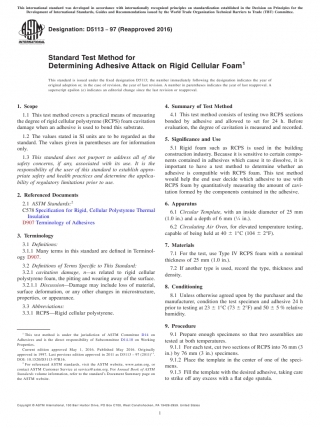 This international standard was developed in accordance with internationally recognized principles on standardization established in the Decision on Principles for the
Development of International Standards, Guides and Recommendations issued by the World Trade Organization Technical Barriers to Trade (TBT) Committee.
Designation: D5113 − 97 (Reapproved 2016)
INTERNATIONAL
Standard Test Method for
Determining Adhesive Attack on Rigid Cellular Foam1
This standard is issued under the fixed designation D5113; the number immediately following the designation indicates the year of
original adoption or, in the case of revision, the year of last revision. A number in parentheses indicates the year of last reapproval. A
superscript epsilon (ε) indicates an editorial change since the last revision or reapproval.
1. Scope
1.1 This test method covers a practical means of measuring
the degree of rigid cellular polystyrene (RCPS) foam cavitation
damage when an adhesive is used to bond this substrate.
1.2 The values stated in SI units are to be regarded as the
standard. The values given in parentheses are for information
only.
1.3 This standard does not purport to address all of the
safety concerns, if any, associated with its use. It is the
responsibility of the user of this standard to establish appro-
priate safety and health practices and determine the applica-
bility of regulatory limitations prior to use.
2. Referenced Documents
2.1 ASTM Standards:2
C578 Specification for Rigid, Cellular Polystyrene Thermal
Insulation
D907 Terminology of Adhesives
3. Terminology
3.1 Definitions:
3.1.1 Many terms in this standard are defined in Terminol-
ogy D907.
3.2 Definitions of Terms Specific to This Standard:
3.2.1 cavitation damage, n—as related to rigid cellular
polystyrene foam, the pitting and wearing away of the surface.
3.2.1.1 Discussion—Damage may include loss of material,
surface deformation, or any other changes in microstructure,
properties, or appearance.
3.3 Abbreviations:
3.3.1 RCPS—Rigid cellular polystyrene.
1 This test method is under the jurisdiction of ASTM Committee D14 on
Adhesives and is the direct responsibility of Subcommittee D14.30 on Working
Properties.
Current edition approved May 1, 2016. Published May 2016. Originally
approved in 1997. Last previous edition approved in 2011 as D5113 – 97 (2011)
DOI: 10.1520/D5113-97R16.
2 For referenced ASTM standards, visit the ASTM website, www.astm.org, or
contact ASTM Customer Service at service@astm.org. For Annual Book of ASTM
Standards volume information, refer to the standard's Document Summary page on
the ASTM website.
4. Summary of Test Method
4.1 This test method consists of testing two RCPS sections
bonded by adhesive and allowed to set for 24 h. Before
evaluation, the degree of cavitation is measured and recorded.
5. Significance and Use
5.1 Rigid foam such as RCPS is used in the building
construction industry. Because it is sensitive to certain compo-
nents contained in adhesives which cause it to dissolve, it is
important to have a test method to determine whether an
adhesive is compatible with RCPS foam. This test method
would help the end user decide which adhesive to use with
RCPS foam by quantitatively measuring the amount of cavi-
tation formed by the components contained in the adhesive.
6. Apparatus
6.1 Circular Template, with an inside diameter of 25 mm
(1.0 in.) and a depth of 6 mm (¼ in.).
6.2 Circulating Air Oven, for elevated temperature testing,
capable of being held at 40 ± 1°C (104 ± 2°F).
7. Materials
7.1 For the test, use Type IV RCPS foam with a nominal
thickness of 25 mm (1.0 in.).
7.2 If another type is used, record the type, thickness and
density.
8. Conditioning
8.1 Unless otherwise agreed upon by the purchaser and the
manufacturer, condition the test specimen and adhesive 24 h
prior to testing at 23 ± 1°C (73 ± 2°F) and 50 ± 5 % relative
humidity.
9. Procedure
9.1 Prepare enough specimens so that two assemblies are
tested at both temperatures.
9.1.1 For each test, cut two sections of RCPS into 76 mm (3
in.) by 76 mm (3 in.) specimens.
9.1.2 Place the template in the center of one of the speci-
mens.
9.1.3 Fill the template with the desired adhesive, taking care
to strike off any excess with a flat edge spatula.
Copyright © ASTM International, 100 Barr Harbor Drive, PO Box C700, West Conshohocken, PA 19428-2959. United States
1